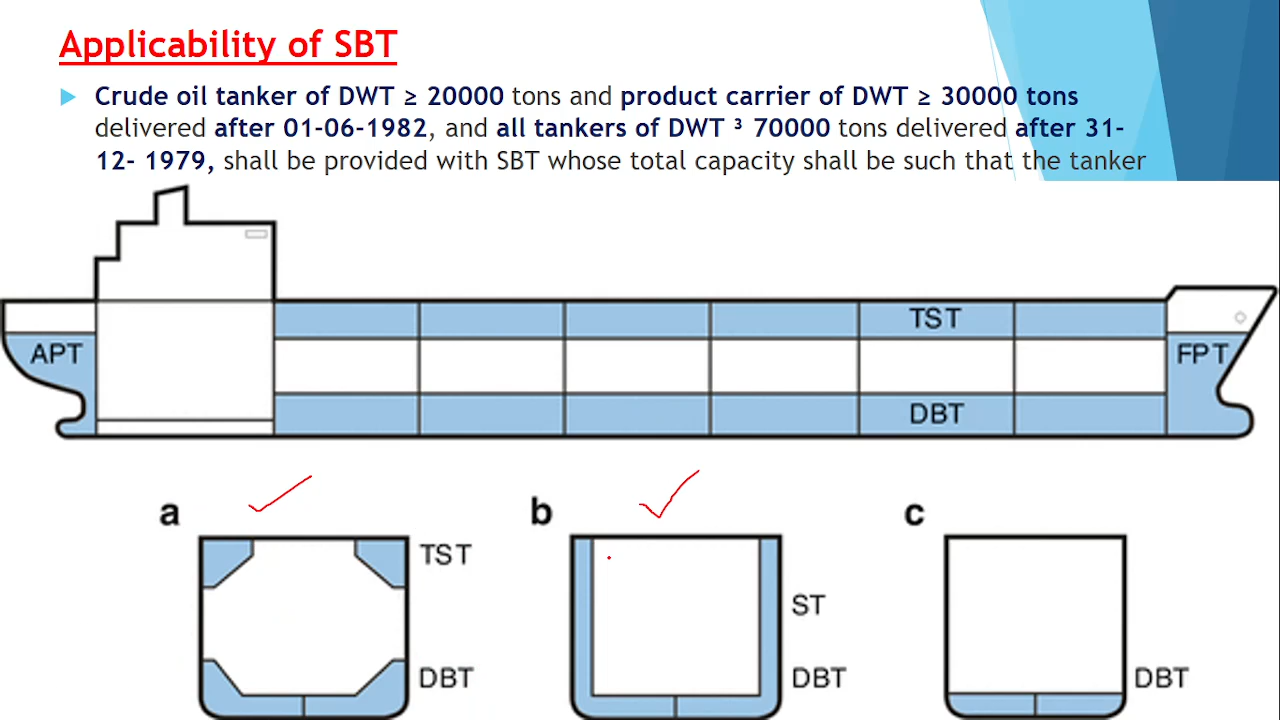 Applicability of SBT
Crude oil tanker of DWT ≥ 20000 tons and product carrier of DWT ≥ 30000 tons
delivered after 01-06-1982, and all tankers of DWT ³ 70000 tons delivered after 31-
12- 1979, shall be provided with SBT whose total capacity shall be such that the tanker
TST
APT
FPT
DBT
a
b
c
TST
ST
DBT
DBT
DBT